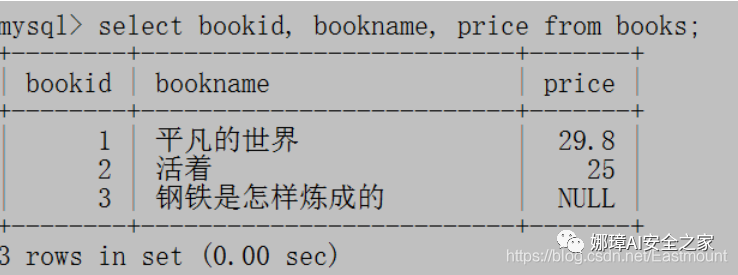 mysql> select bookid, bookname, price from books;
+--------+----------------------+-------+
| bookid | bookname | price |
+--------+----------------------+-------+
| 1 | 平凡的世界 | 29.8 |
| 2 | 活着 | 25 |
| 3 | 钢铁是怎样炼成的 | NULL |
+--------+----------------------+-------+
3 rows in set (0.00 sec)
娜璋AI安全之家
https://blog.csdn.net/Eastmount